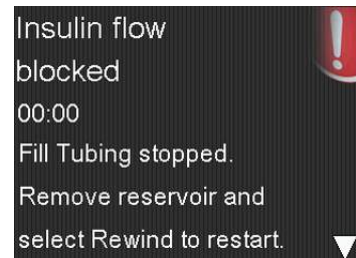 Insulin flow
blocked
00:00
Fill Tubing stopped.
Remove reservoir and
select Rewind to restart.